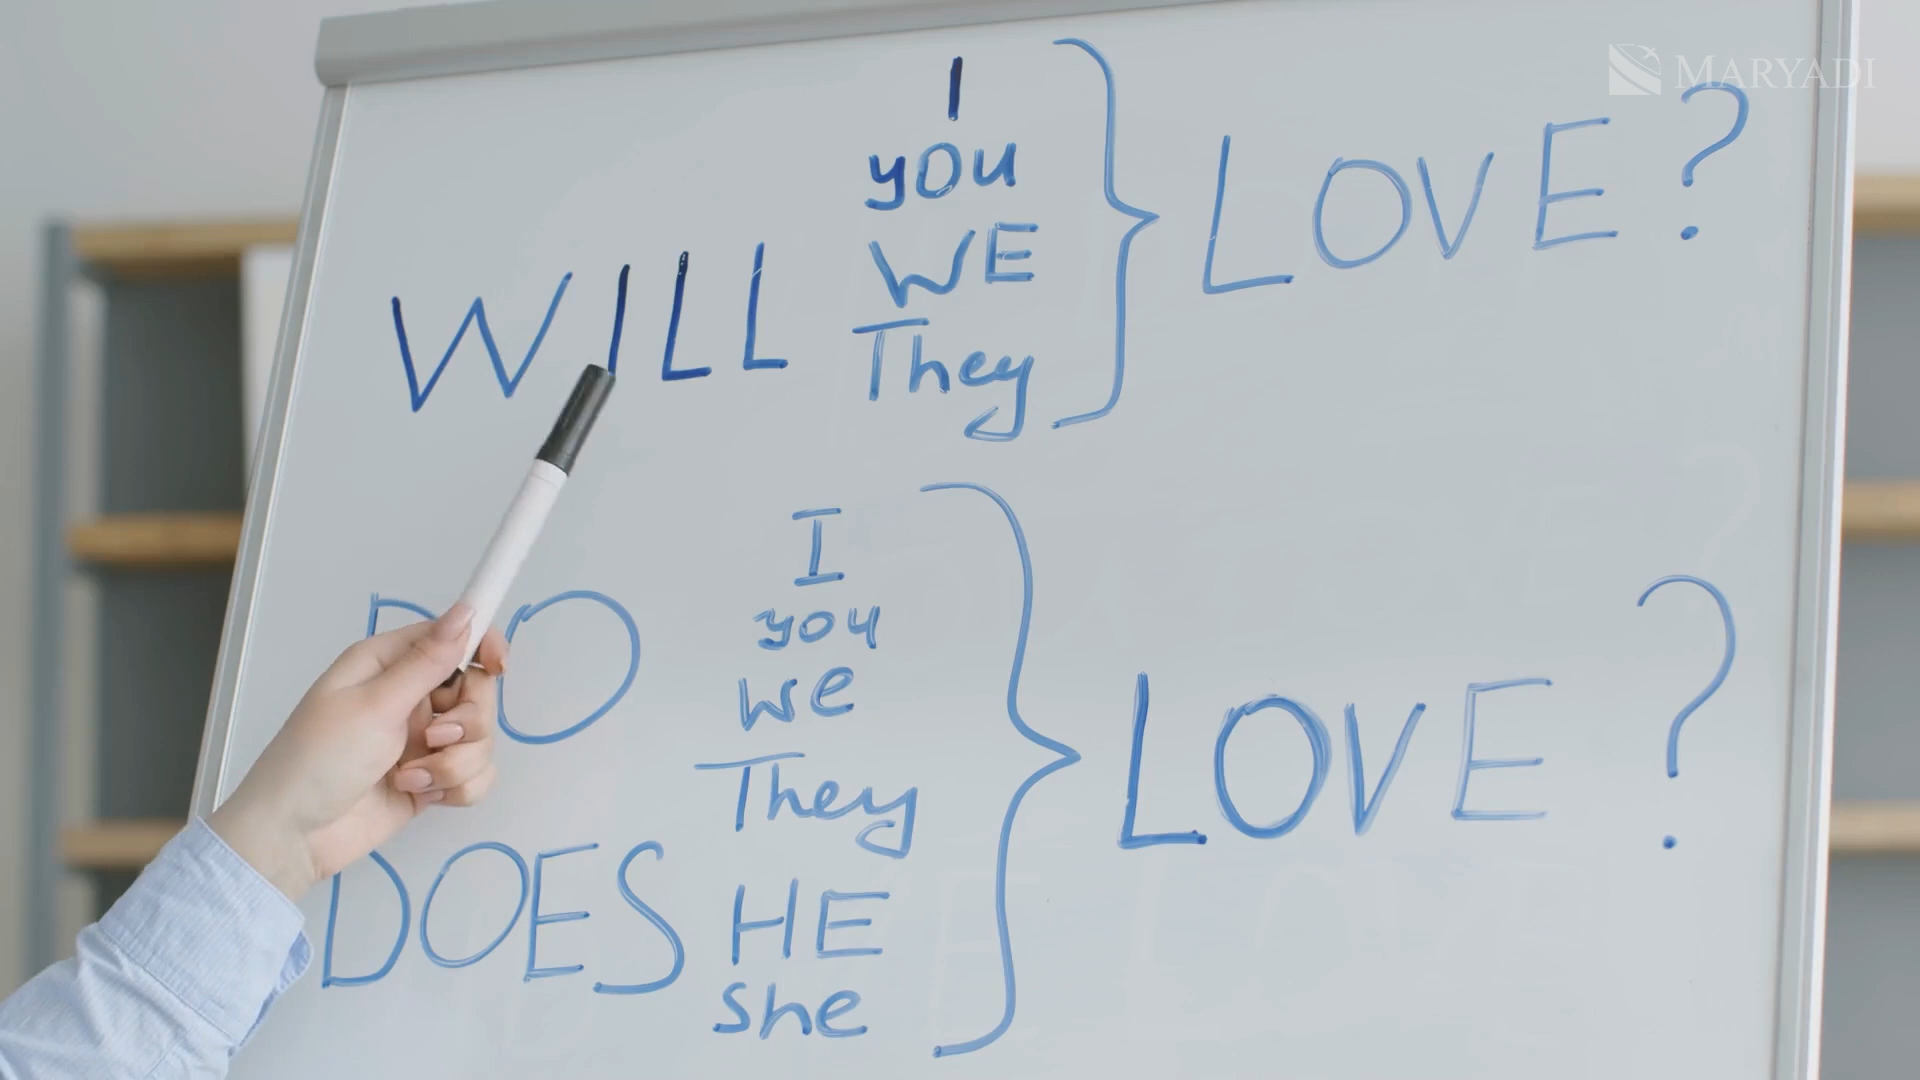 MARYADI
I
you
WE
They
WILL
LOVE?
I
you
we
They
DO
LOVE?
DOES
HE
she